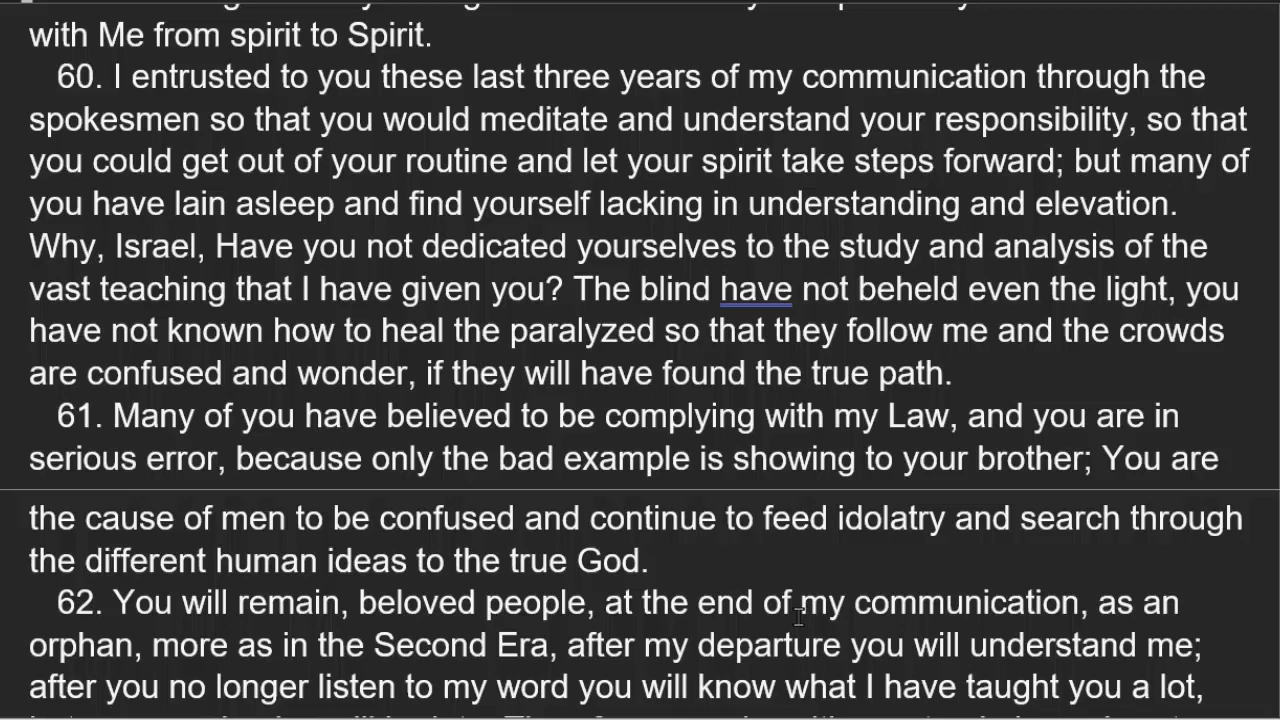 with Me from spirit to Spirit.
60. I entrusted to you these last three years of my communication through the
spokesmen so that you would meditate and understand your responsibility, so that
you could get out of your routine and let your spirit take steps forward; but many of
you have lain asleep and find yourself lacking in understanding and elevation.
Why, Israel, Have you not dedicated yourselves to the study and analysis of the
vast teaching that I have given you? The blind have not beheld even the light, you
have not known how to heal the paralyzed so that they follow me and the crowds
are confused and wonder, if they will have found the true path.
61. Many of you have believed to be complying with my Law, and you are in
serious error, because only the bad example is showing to your brother; You are
the cause of men to be confused and continue to feed idolatry and search through
the different human ideas to the true God.
62. You will remain, beloved people, at the end of my communication, as an
orphan, more as in the Second Era, after my departure you will understand me;
after you no longer listen to my word you will know what I have taught you a lot,